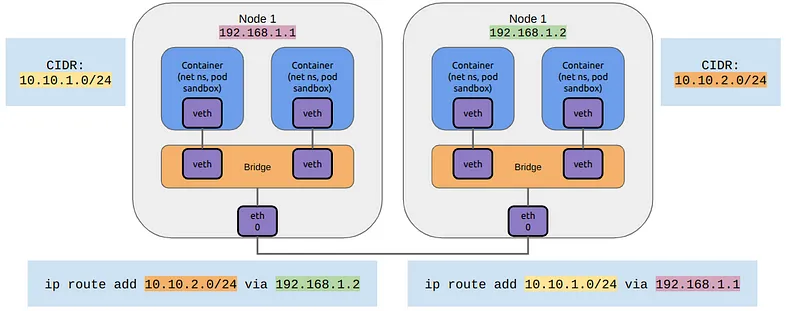 Node 1
192.168.1.1
Node 1
192.168.1.2
CIDR:
10.10.1.0/24
Container
(net ns, pod
sandbox)
veth
Container
(net ns, pod
sandbox)
veth
Container
(net ns, pod
sandbox)
veth
Container
(net ns, pod
sandbox)
veth
CIDR:
10.10.2.0/24
veth
Bridge
veth
veth
Bridge
veth
eth
0
eth
0
ip route add 10.10.2.0/24 via 192.168.1.2
ip route add 10.10.1.0/24 via 192.168.1.1